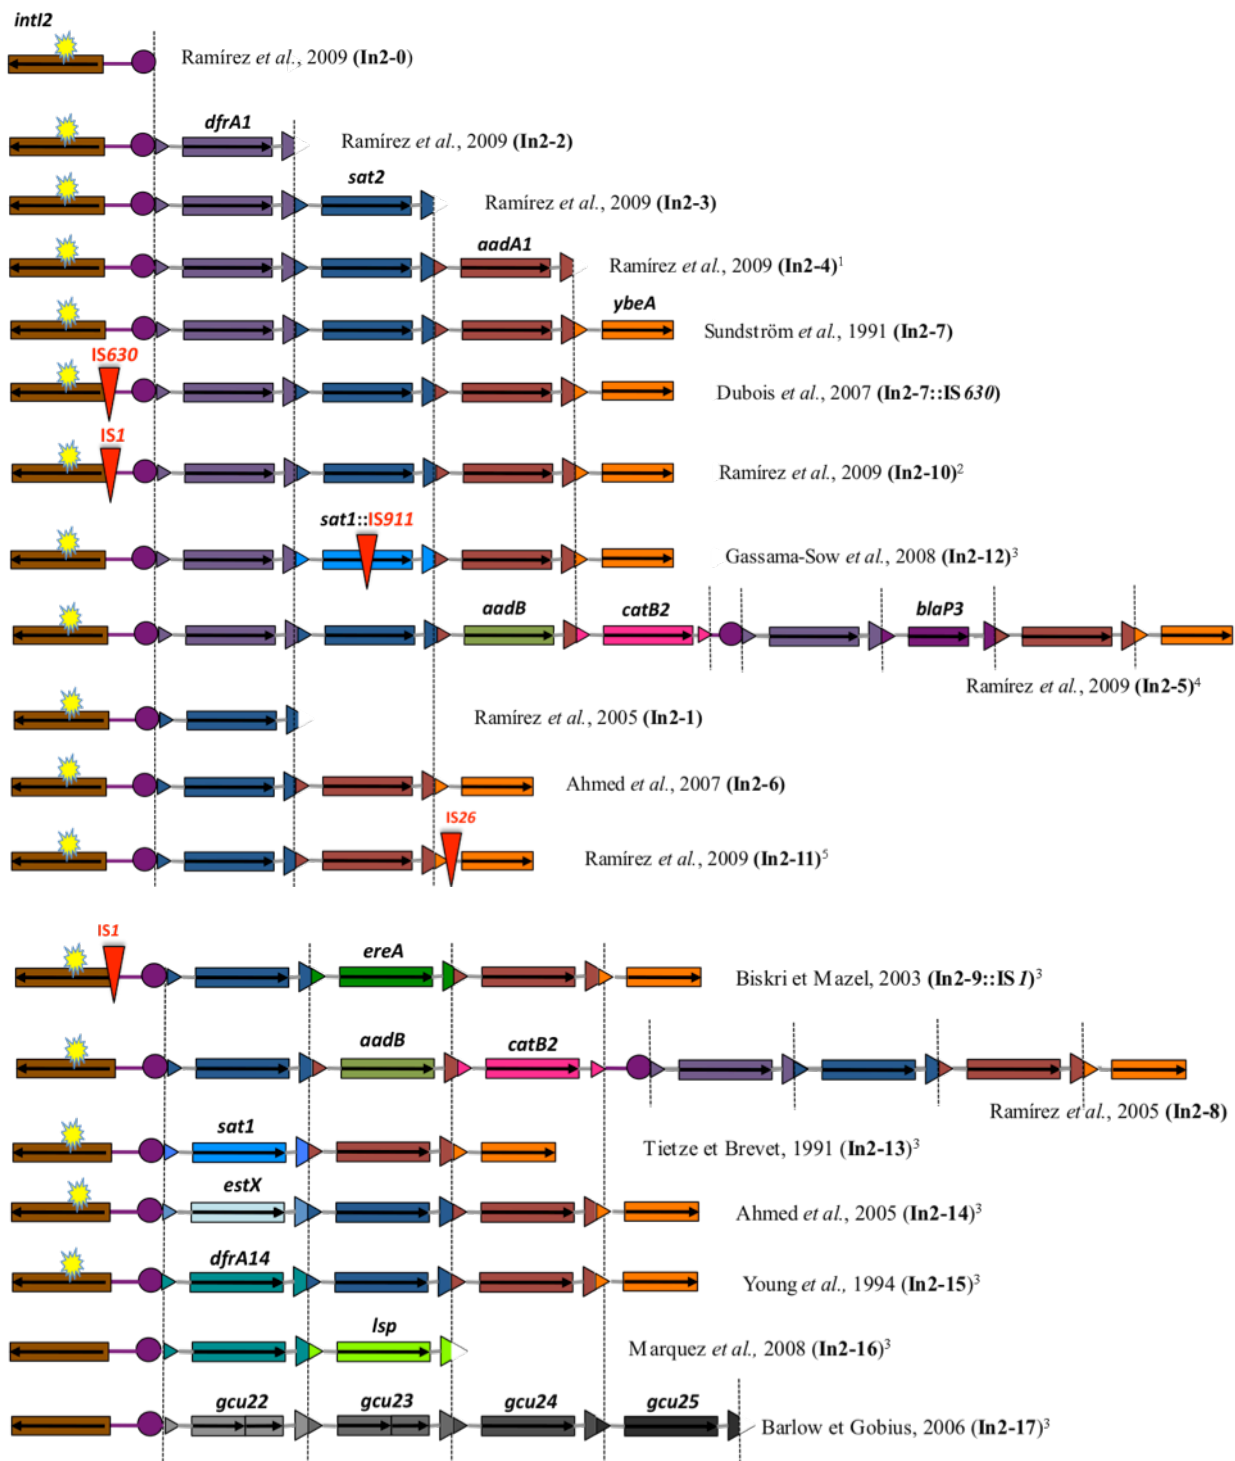 intI2
Ramírez et al., 2009 (In2-0)
dfrA1
Ramírez et al., 2009 (In2-2)
sat2
Ramírez et al., 2009 (In2-3)
aadA1
Ramírez et al., 2009 (In2-4)1
ybeA
Sundström et al., 1991 (In2-7)
IS630
Dubois et al., 2007 (In2-7::IS630)
IS1
Ramírez et al., 2009 (In2-10)2
sat1::IS911
Gassama-Sow et al., 2008 (In2-12)3
aadB catB2 blaP3
Ramírez et al., 2009 (In2-5)4
Ramírez et al., 2005 (In2-1)
Ahmed et al., 2007 (In2-6)
IS26
Ramírez et al., 2009 (In2-11)5
IS1
ereA
Biskri et Mazel, 2003 (In2-9::IS1)3
aadB catB2
Ramírez et al., 2005 (In2-8)
sat1
Tietze et Brevet, 1991 (In2-13)3
estX
Ahmed et al., 2005 (In2-14)3
dfrA14
Young et al., 1994 (In2-15)3
lsp
Marquez et al., 2008 (In2-16)3
gcu22 gcu23 gcu24 gcu25
Barlow et Gobius, 2006 (In2-17)3